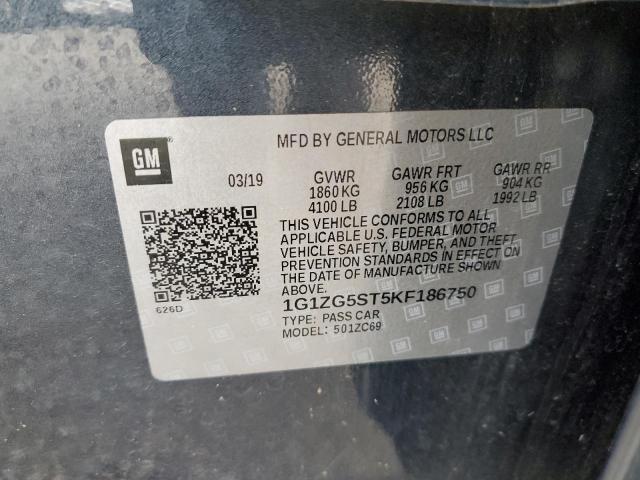 GM
MFD BY GENERAL MOTORS LLC
03/19 GVWR GAWR FRT GAWR RR
1860 KG 956 KG 904 KG
4100 LB 2108 LB 1992 LB
THIS VEHICLE CONFORMS TO ALL
APPLICABLE U.S. FEDERAL MOTOR
VEHICLE SAFETY, BUMPER, AND THEFT
PREVENTION STANDARDS IN EFFECT ON
THE DATE OF MANUFACTURE SHOWN
ABOVE.
626D
1G1ZG5ST5KF186750
TYPE: PASS CAR
MODEL: 501ZC69